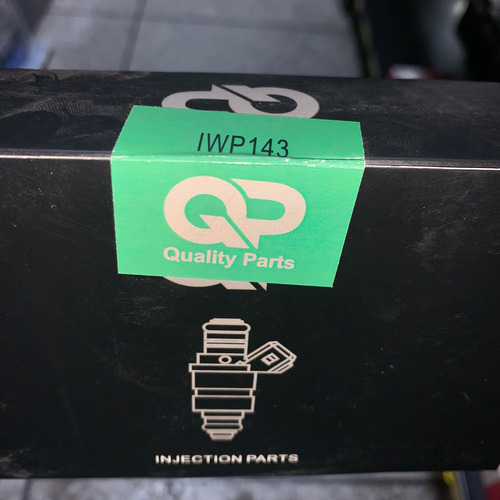 IWP143
QP
Quality Parts
INJECTION PARTS